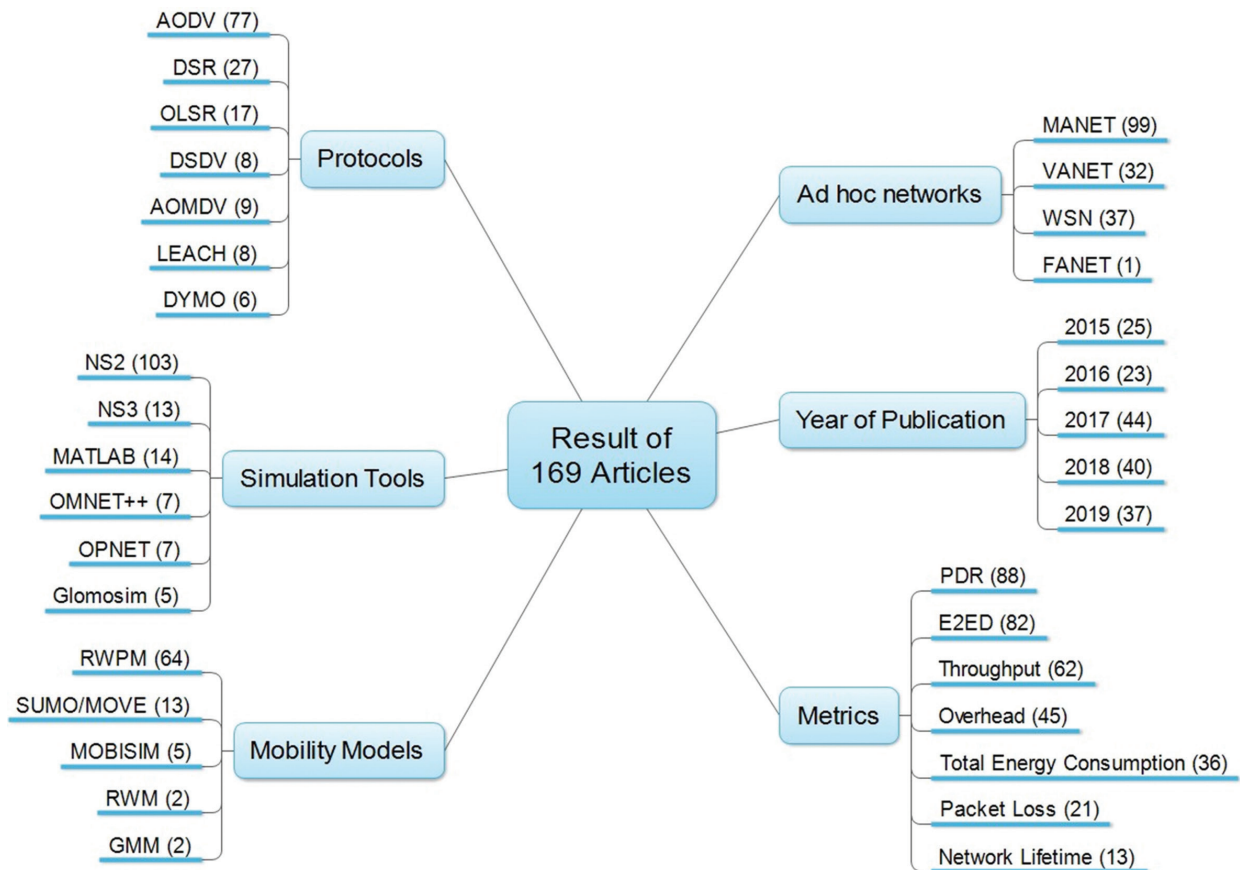 AODV (77)
DSR (27)
OLSR (17)
DSDV (8)
AOMDV (9)
LEACH (8)
DYMO (6)
Protocols
NS2 (103)
NS3 (13)
MATLAB (14)
OMNET++ (7)
OPNET (7)
Glomosim (5)
Simulation Tools
RWPM (64)
SUMO/MOVE (13)
MOBISIM (5)
RWM (2)
GMM (2)
Mobility Models
Result of
169 Articles
Ad hoc networks
MANET (99)
VANET (32)
WSN (37)
FANET (1)
Year of Publication
2015 (25)
2016 (23)
2017 (44)
2018 (40)
2019 (37)
Metrics
PDR (88)
E2ED (82)
Throughput (62)
Overhead (45)
Total Energy Consumption (36)
Packet Loss (21)
Network Lifetime (13)